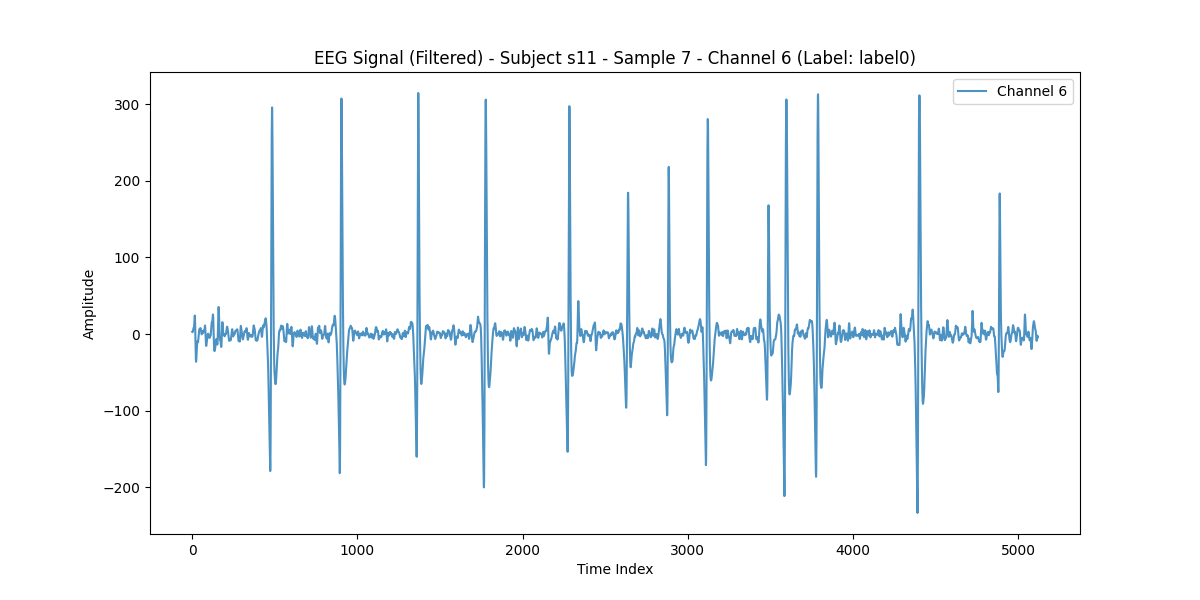 EEG Signal (Filtered) - Subject s11 - Sample 7 - Channel 6 (Label: label0)
Channel 6
300
200
100
0
−100
−200
Amplitude
0 1000 2000 3000 4000 5000
Time Index